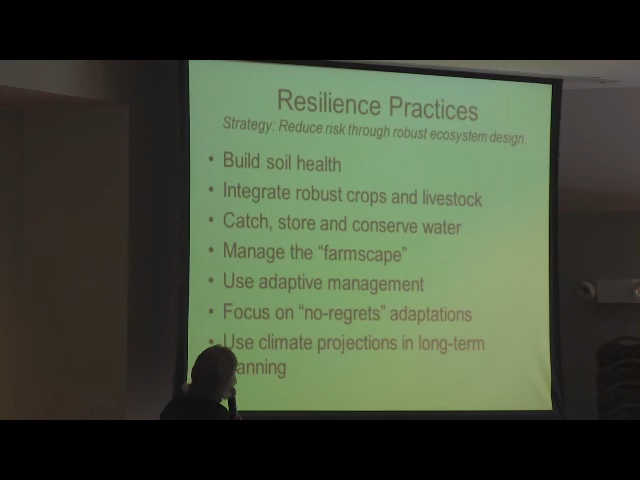 Resilience Practices
Strategy: Reduce risk through robust ecosystem design
• Build soil health
• Integrate robust crops and livestock
• Catch, store and conserve water
• Manage the “farmscape”
• Use adaptive management
• Focus on “no-regrets” adaptations
• Use climate projections in long-term
anning